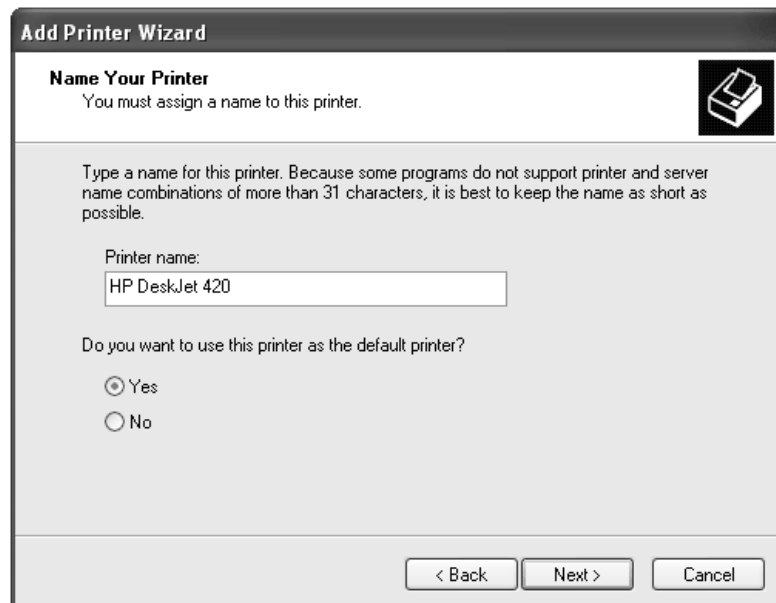 Add Printer Wizard
Name Your Printer
You must assign a name to this printer.
Type a name for this printer. Because some programs do not support printer and server
name combinations of more than 31 characters, it is best to keep the name as short as
possible.
Printer name:
HP DeskJet 420
Do you want to use this printer as the default printer?
Yes
No
< Back Next > Cancel